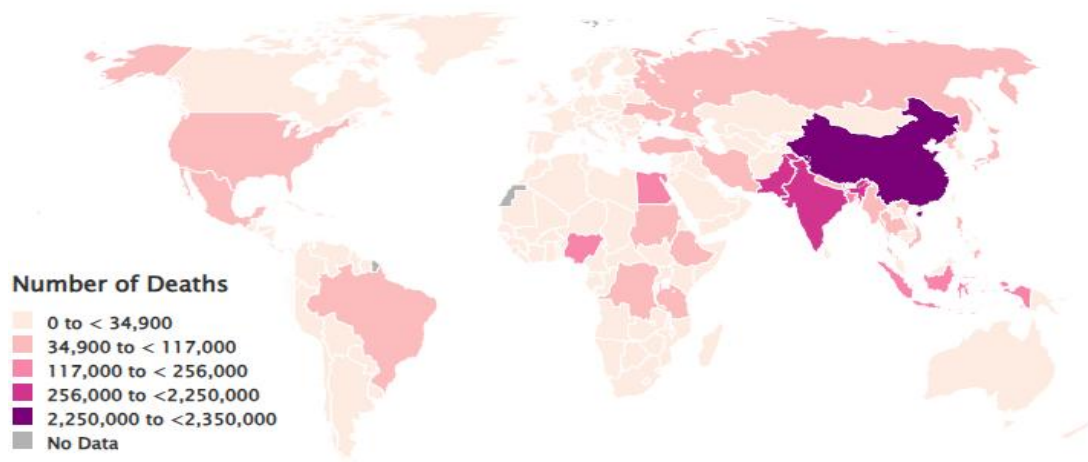 Number of Deaths
0 to < 34,900
34,900 to < 117,000
117,000 to < 256,000
256,000 to <2,250,000
2,250,000 to <2,350,000
No Data